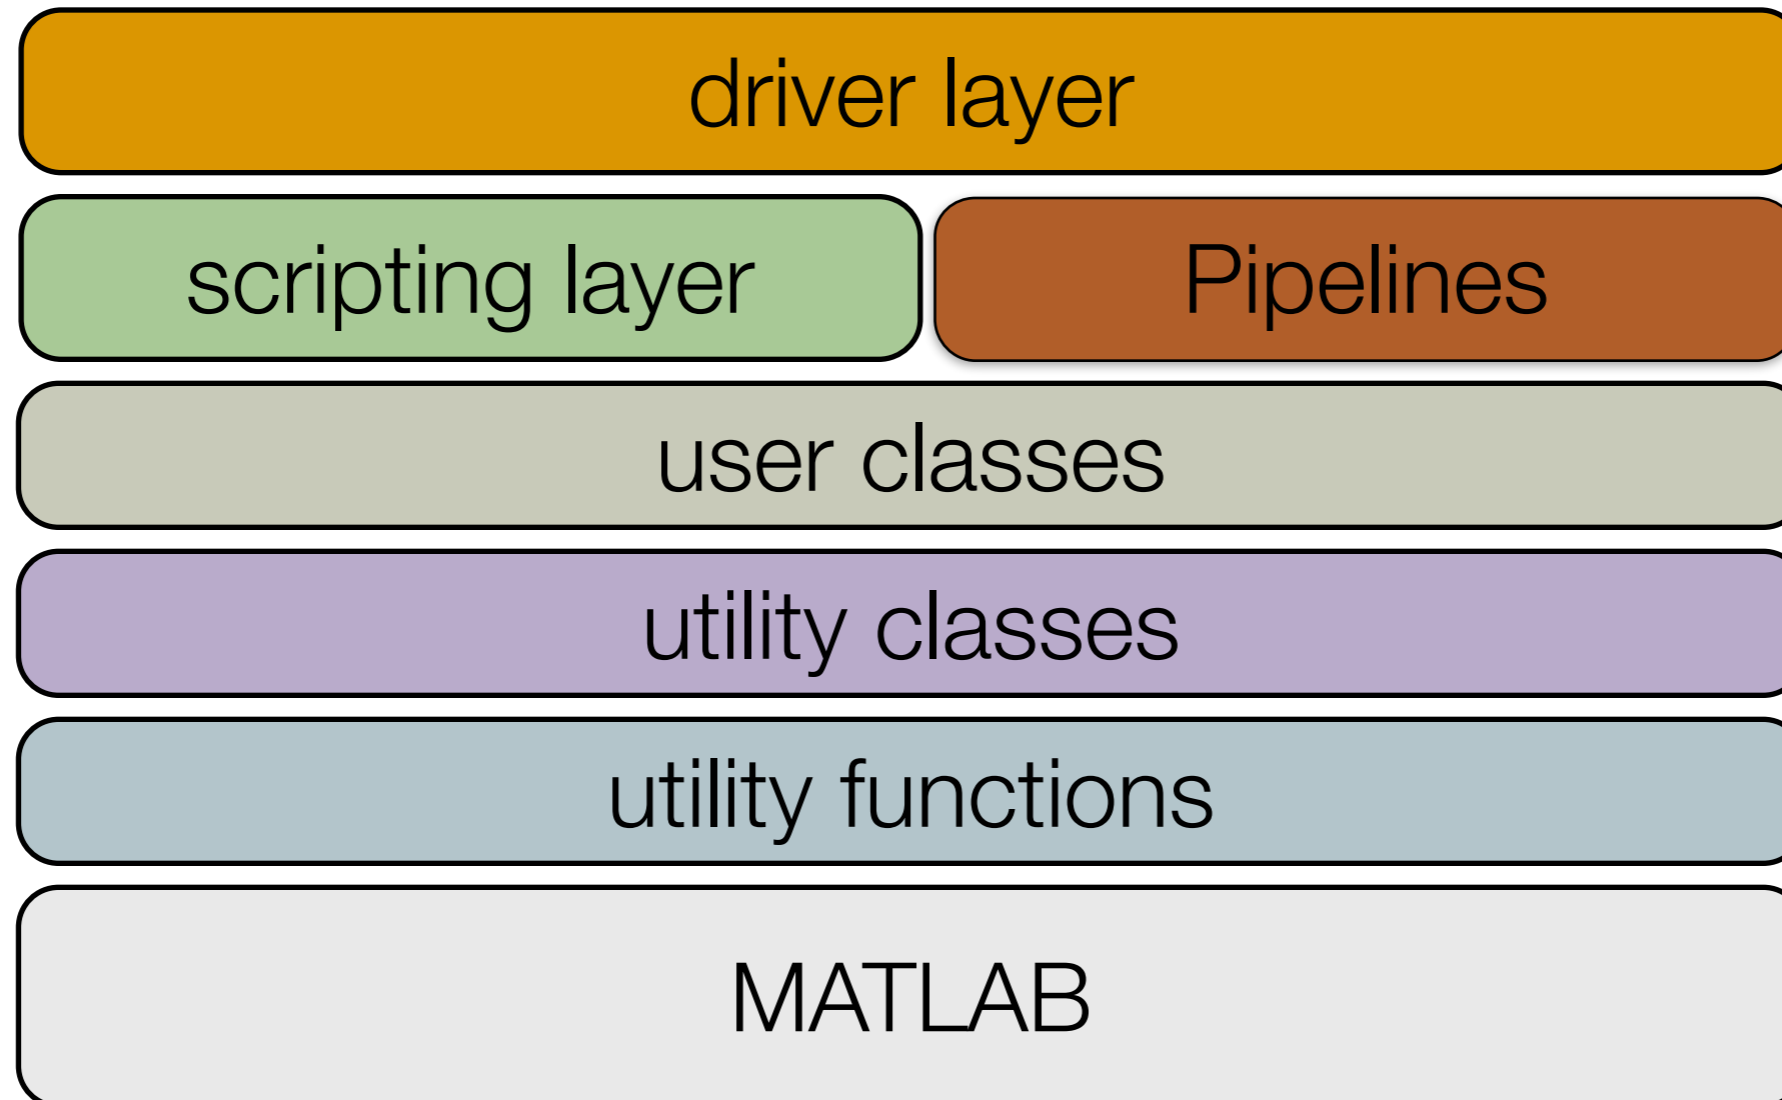 driver layer
scripting layer
Pipelines
user classes
utility classes
utility functions
MATLAB